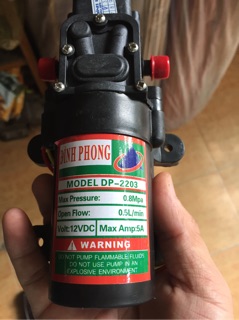 DINH PHONG
MODEL DP-2203
Max Pressure: 0.8Mpa
Open Flow: 0.5L/min
Volt:12VDC Max Amp:5A
WARNING
DO NOT PUMP FLAMMABLE FLUIDS
DO NOT USE PUMP IN AN
EXPLOSIVE ENVIRONMENT